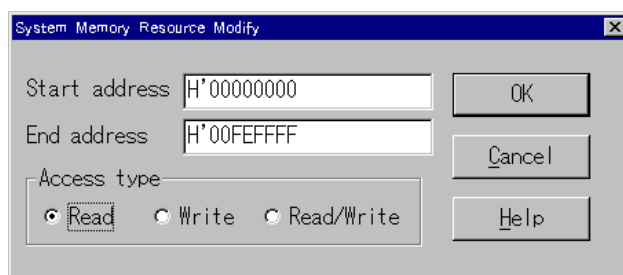 System Memory Resource Modify
Start address H'00000000
OK
End address H'00FEFFFF
Cancel
Access type
Read Write Read/Write
Help